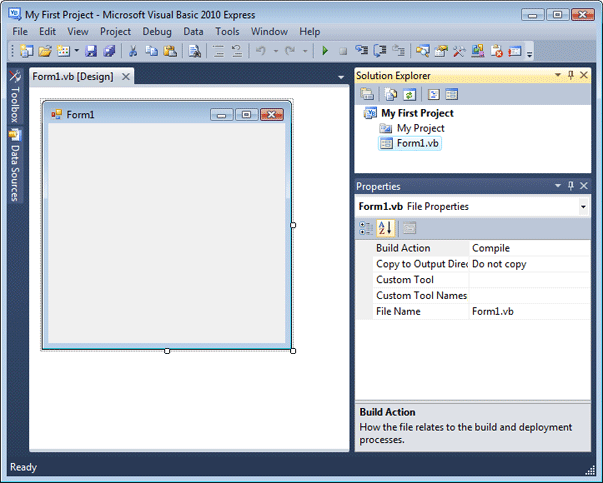 My First Project - Microsoft Visual Basic 2010 Express
File Edit View Project Debug Data Tools Window Help
Form1.vb [Design]
Solution Explorer
Toolbox
Data Sources
Form1
My First Project
My Project
Form1.vb
Properties
Form1.vb File Properties
Build Action Compile
Copy to Output Direc Do not copy
Custom Tool
Custom Tool Names
File Name Form1.vb
Build Action
How the file relates to the build and deployment
processes.
Ready